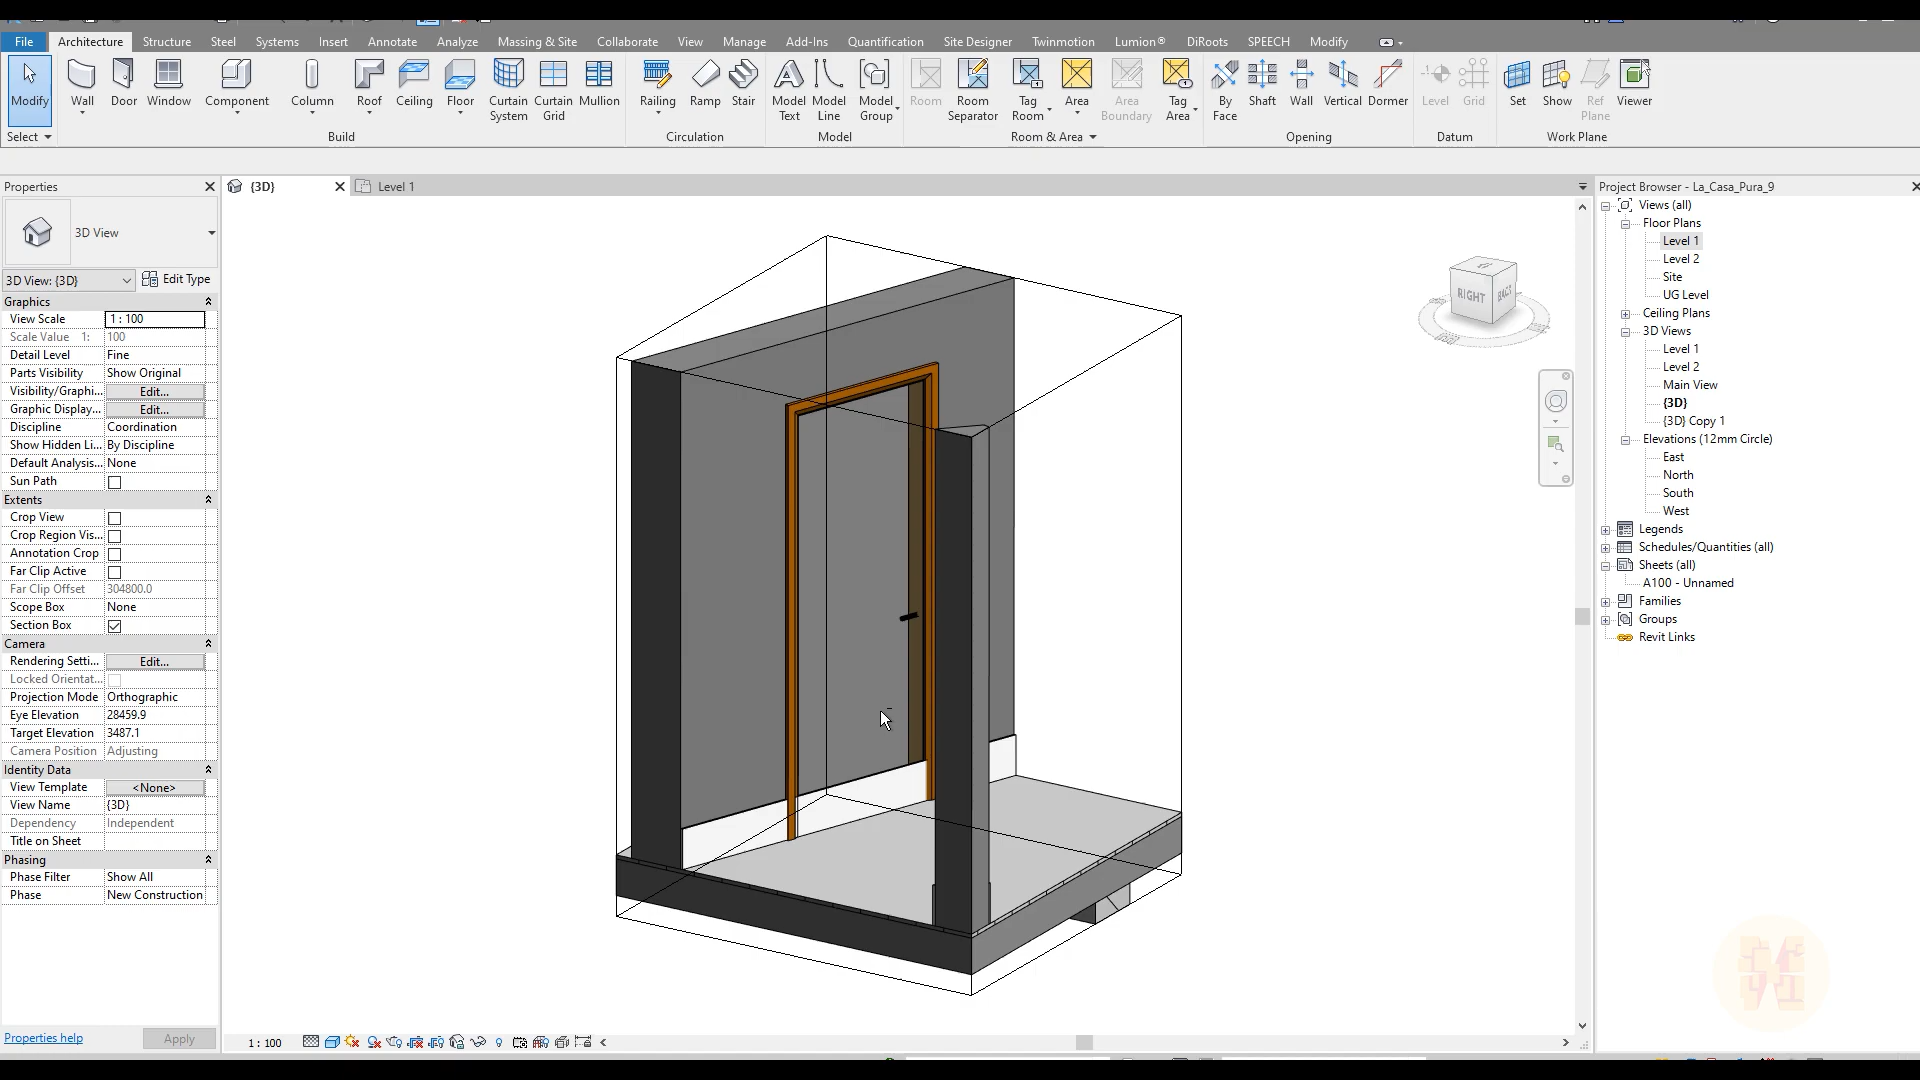 File Architecture Structure Steel Systems Insert Annotate Analyze Massing & Site Collaborate View Manage Add-Ins Quantification Site Designer Twinmotion Lumion® DiRoots SPEECH Modify
Modify Wall Door Window Component Column Roof Ceiling Floor Curtain System Curtain Grid Mullion Railing Ramp Stair Model Text Model Line Model Group Room Room Separator Tag Room Area Area Boundary Tag Area By Face Shaft Wall Vertical Dormer Level Grid Set Show Ref Plane Viewer
Select Build Circulation Model Room & Area Opening Datum Work Plane
Properties
{3D}
Level 1
Project Browser - La_Casa_Pura_9
3D View
3D View: {3D}
Edit Type
Graphics
View Scale 1 : 100
Scale Value 1: 100
Detail Level Fine
Parts Visibility Show Original
Visibility/Graphi... Edit...
Graphic Display... Edit...
Discipline Coordination
Show Hidden Li... By Discipline
Default Analysis... None
Sun Path
Extents
Crop View
Crop Region Vis...
Annotation Crop
Far Clip Active
Far Clip Offset 304800.0
Scope Box None
Section Box
Camera
Rendering Setti... Edit...
Locked Orientat...
Projection Mode Orthographic
Eye Elevation 28459.9
Target Elevation 3487.1
Camera Position Adjusting
Identity Data
View Template <None>
View Name {3D}
Dependency Independent
Title on Sheet
Phasing
Phase Filter Show All
Phase New Construction
Properties help
Apply
RIGHT
BACK
1 : 100
Views (all)
Floor Plans
Level 1
Level 2
Site
UG Level
Ceiling Plans
3D Views
Level 1
Level 2
Main View
{3D}
{3D} Copy 1
Elevations (12mm Circle)
East
North
South
West
Legends
Schedules/Quantities (all)
Sheets (all)
A100 - Unnamed
Families
Groups
Revit Links